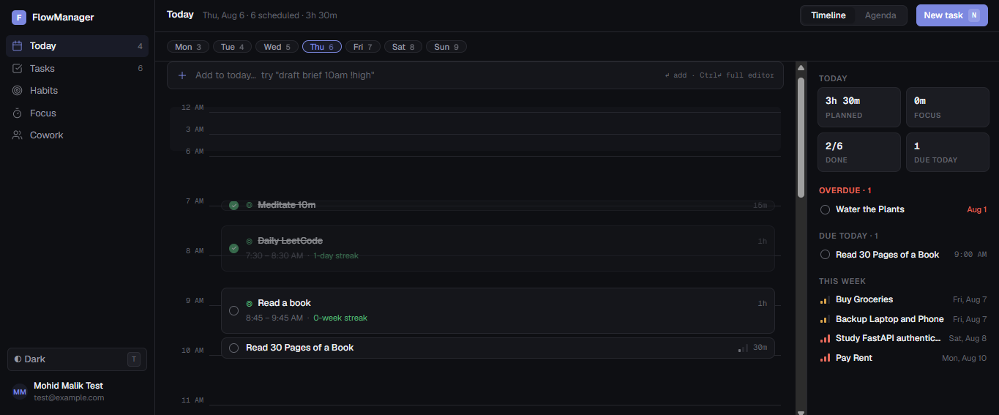 F FlowManager
Today 4
Tasks 6
Habits
Focus
Cowork
Dark T
MM Mohid Malik Test
test@example.com
Today Thu, Aug 6 · 6 scheduled · 3h 30m
Timeline Agenda New task N
Mon 3 Tue 4 Wed 5 Thu 6 Fri 7 Sat 8 Sun 9
+ Add to today… try "draft brief 10am !high" ↵ add · Ctrl↵ full editor
12 AM
3 AM
6 AM
7 AM
Meditate 10m 15m
Daily LeetCode 1h
8 AM
7:30 – 8:30 AM · 1-day streak
9 AM
Read a book 1h
8:45 – 9:45 AM · 0-week streak
10 AM
Read 30 Pages of a Book 30m
11 AM
TODAY
3h 30m
PLANNED
0m
FOCUS
2/6
DONE
1
DUE TODAY
OVERDUE · 1
Water the Plants Aug 1
DUE TODAY · 1
Read 30 Pages of a Book 9:00 AM
THIS WEEK
Buy Groceries Fri, Aug 7
Backup Laptop and Phone Fri, Aug 7
Study FastAPI authentic… Sat, Aug 8
Pay Rent Mon, Aug 10